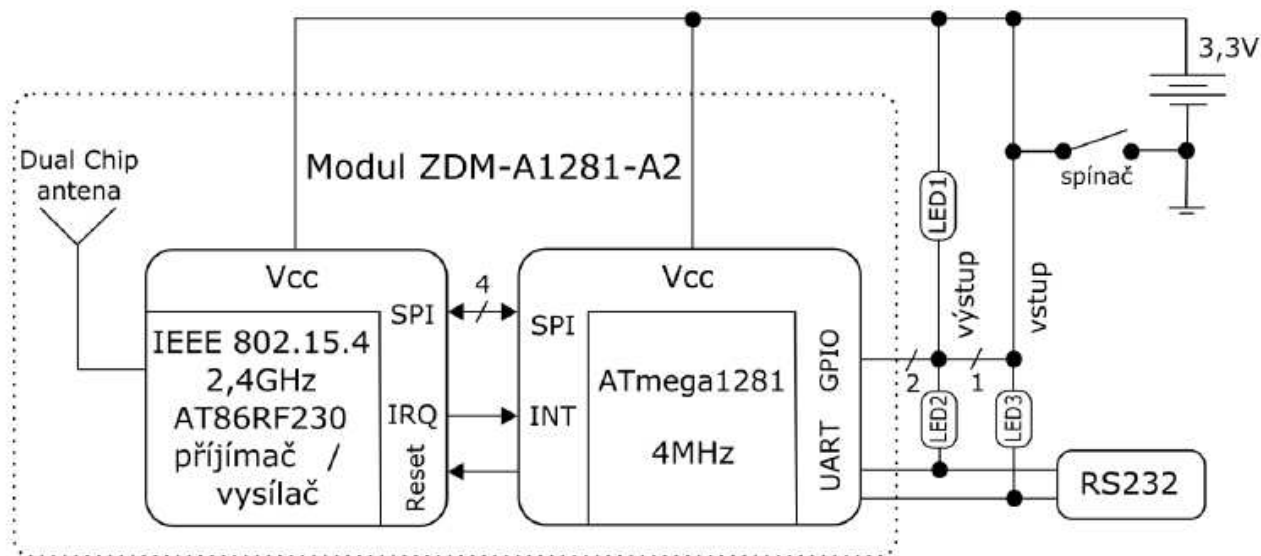 3,3V
Dual Chip
antena
Modul ZDM-A1281-A2
spínač
LED1
Vcc
Vcc
4
SPI
SPI
výstup
vstup
IEEE 802.15.4
2,4GHz
AT86RF230
příjímač /
vysílač
IRQ
Reset
INT
ATmega1281
4MHz
GPIO
UART
2
1
LED2
LED3
RS232